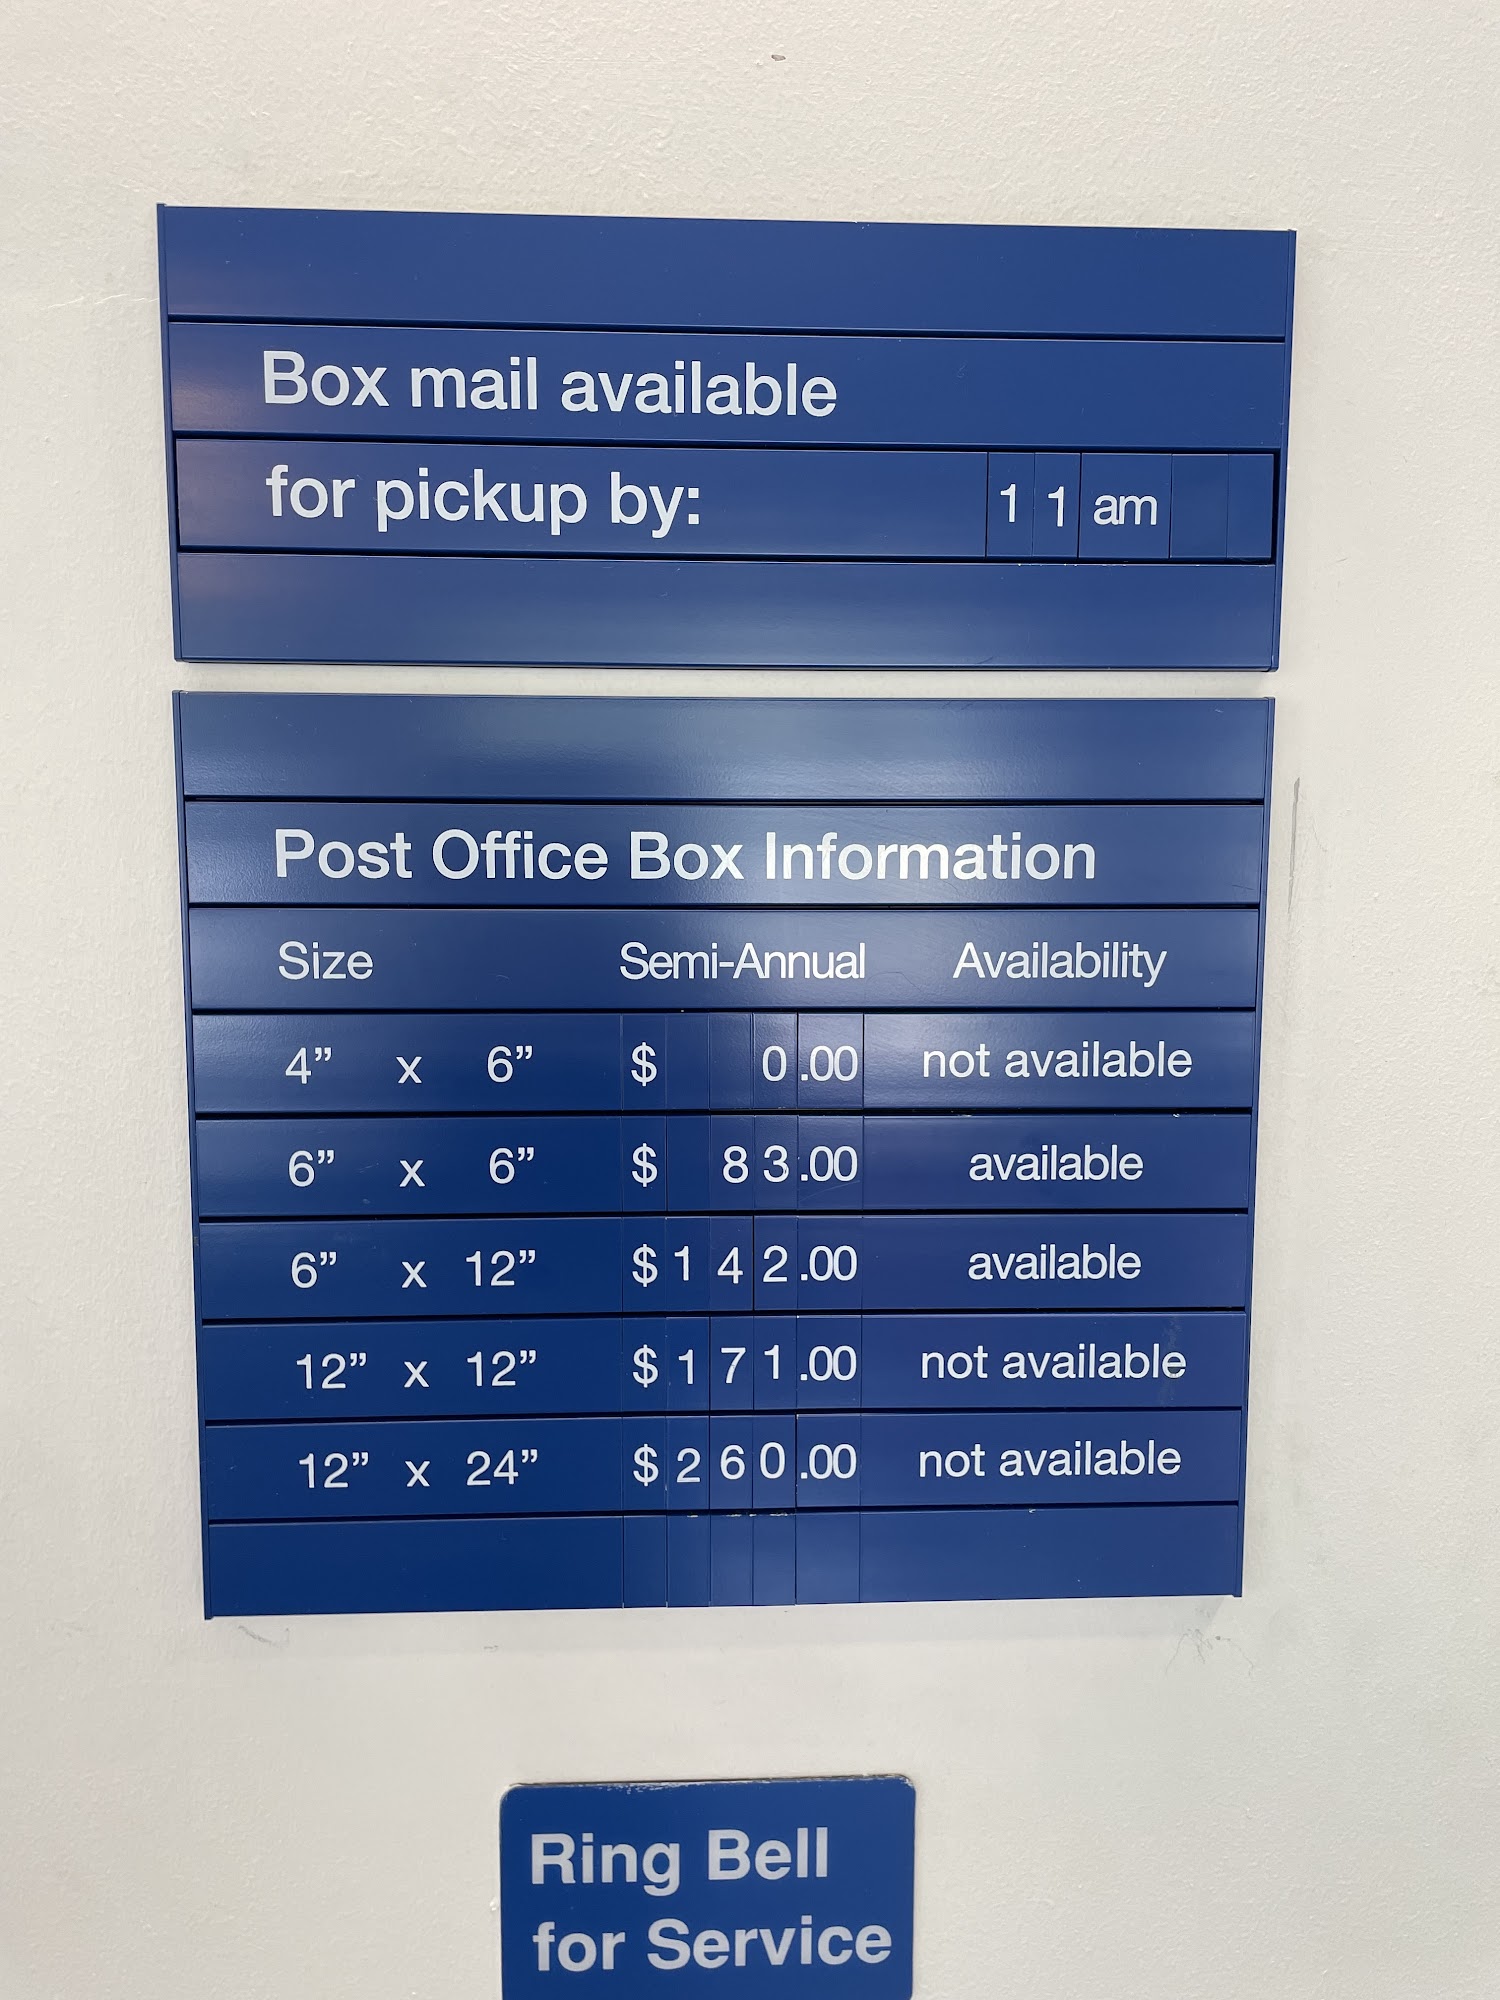 Box mail available
for pickup by: 11 am
Post Office Box Information
Size Semi-Annual Availability
4” x 6” $ 0.00 not available
6” x 6” $ 83.00 available
6” x 12” $142.00 available
12” x 12” $171.00 not available
12” x 24” $260.00 not available
Ring Bell
for Service